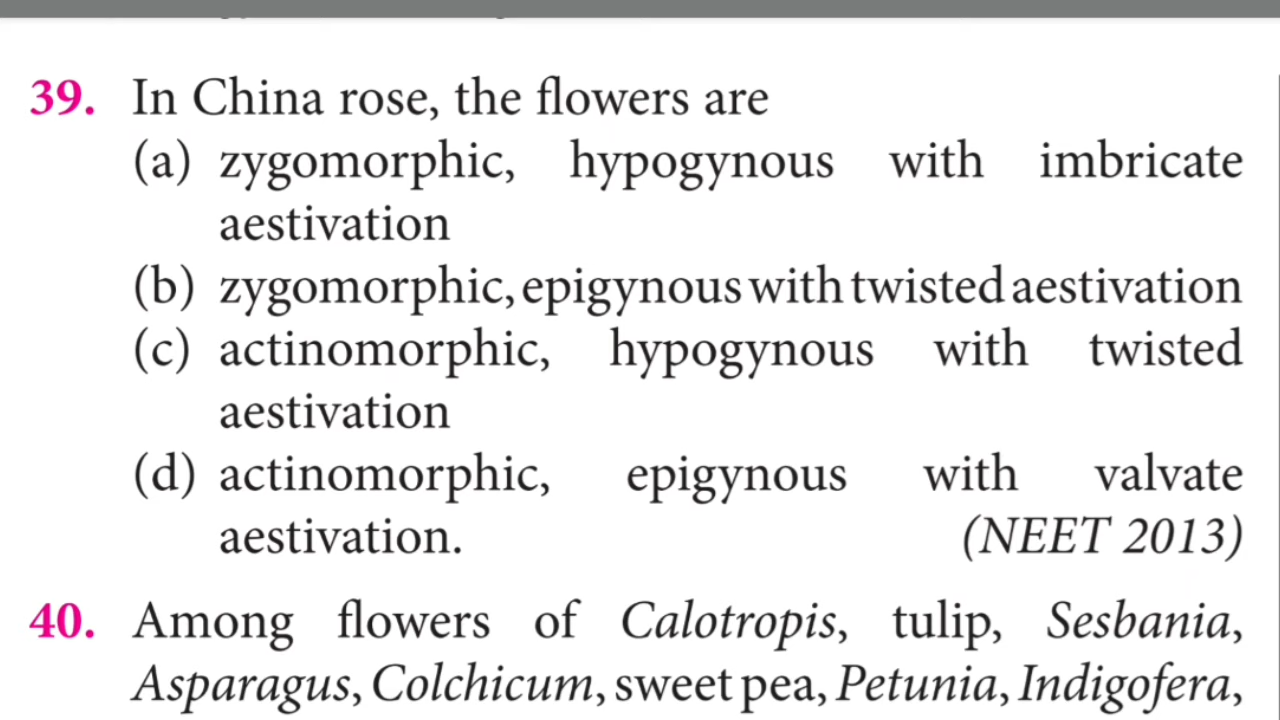 39. In China rose, the flowers are
(a) zygomorphic, hypogynous with imbricate
aestivation
(b) zygomorphic, epigynous with twisted aestivation
(c) actinomorphic, hypogynous with twisted
aestivation
(d) actinomorphic, epigynous with valvate
aestivation. (NEET 2013)
40. Among flowers of Calotropis, tulip, Sesbania,
Asparagus, Colchicum, sweet pea, Petunia, Indigofera,